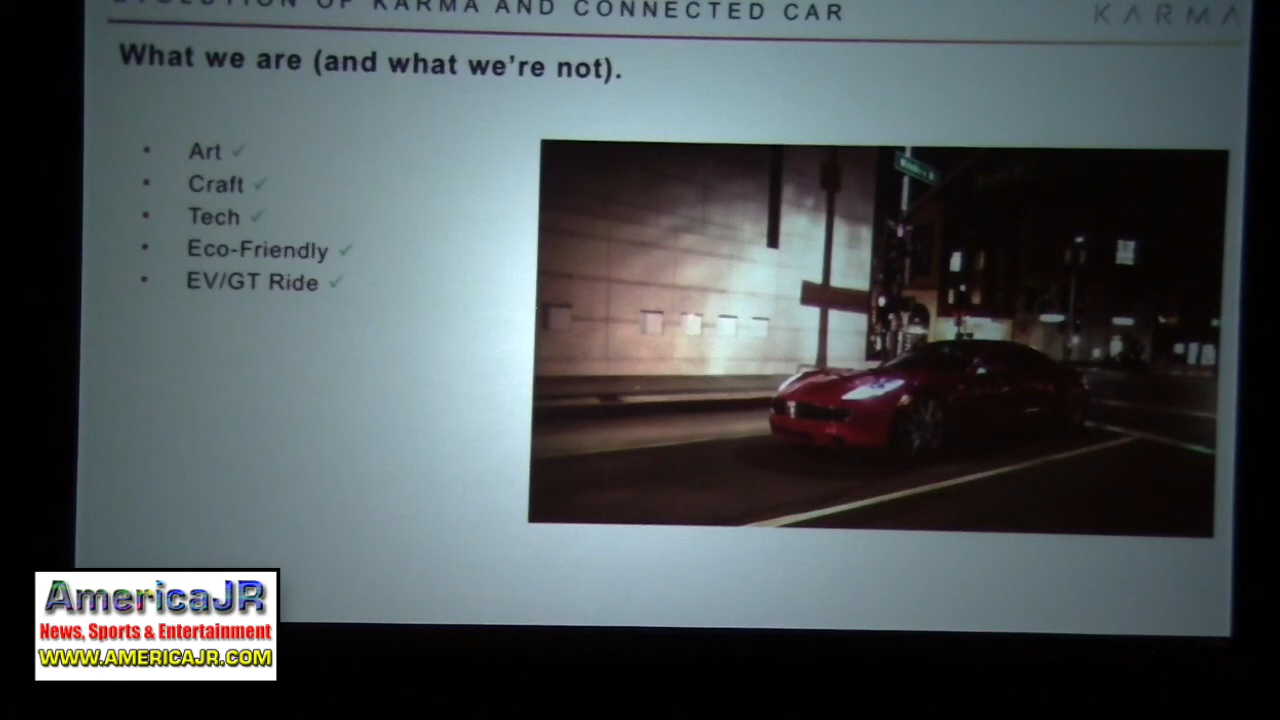 EVOLUTION OF KARMA AND CONNECTED CAR
KARMA
What we are (and what we're not).
• Art ✓
• Craft ✓
• Tech ✓
• Eco-Friendly ✓
• EV/GT Ride ✓
AmericaJR
News, Sports & Entertainment
WWW.AMERICAJR.COM